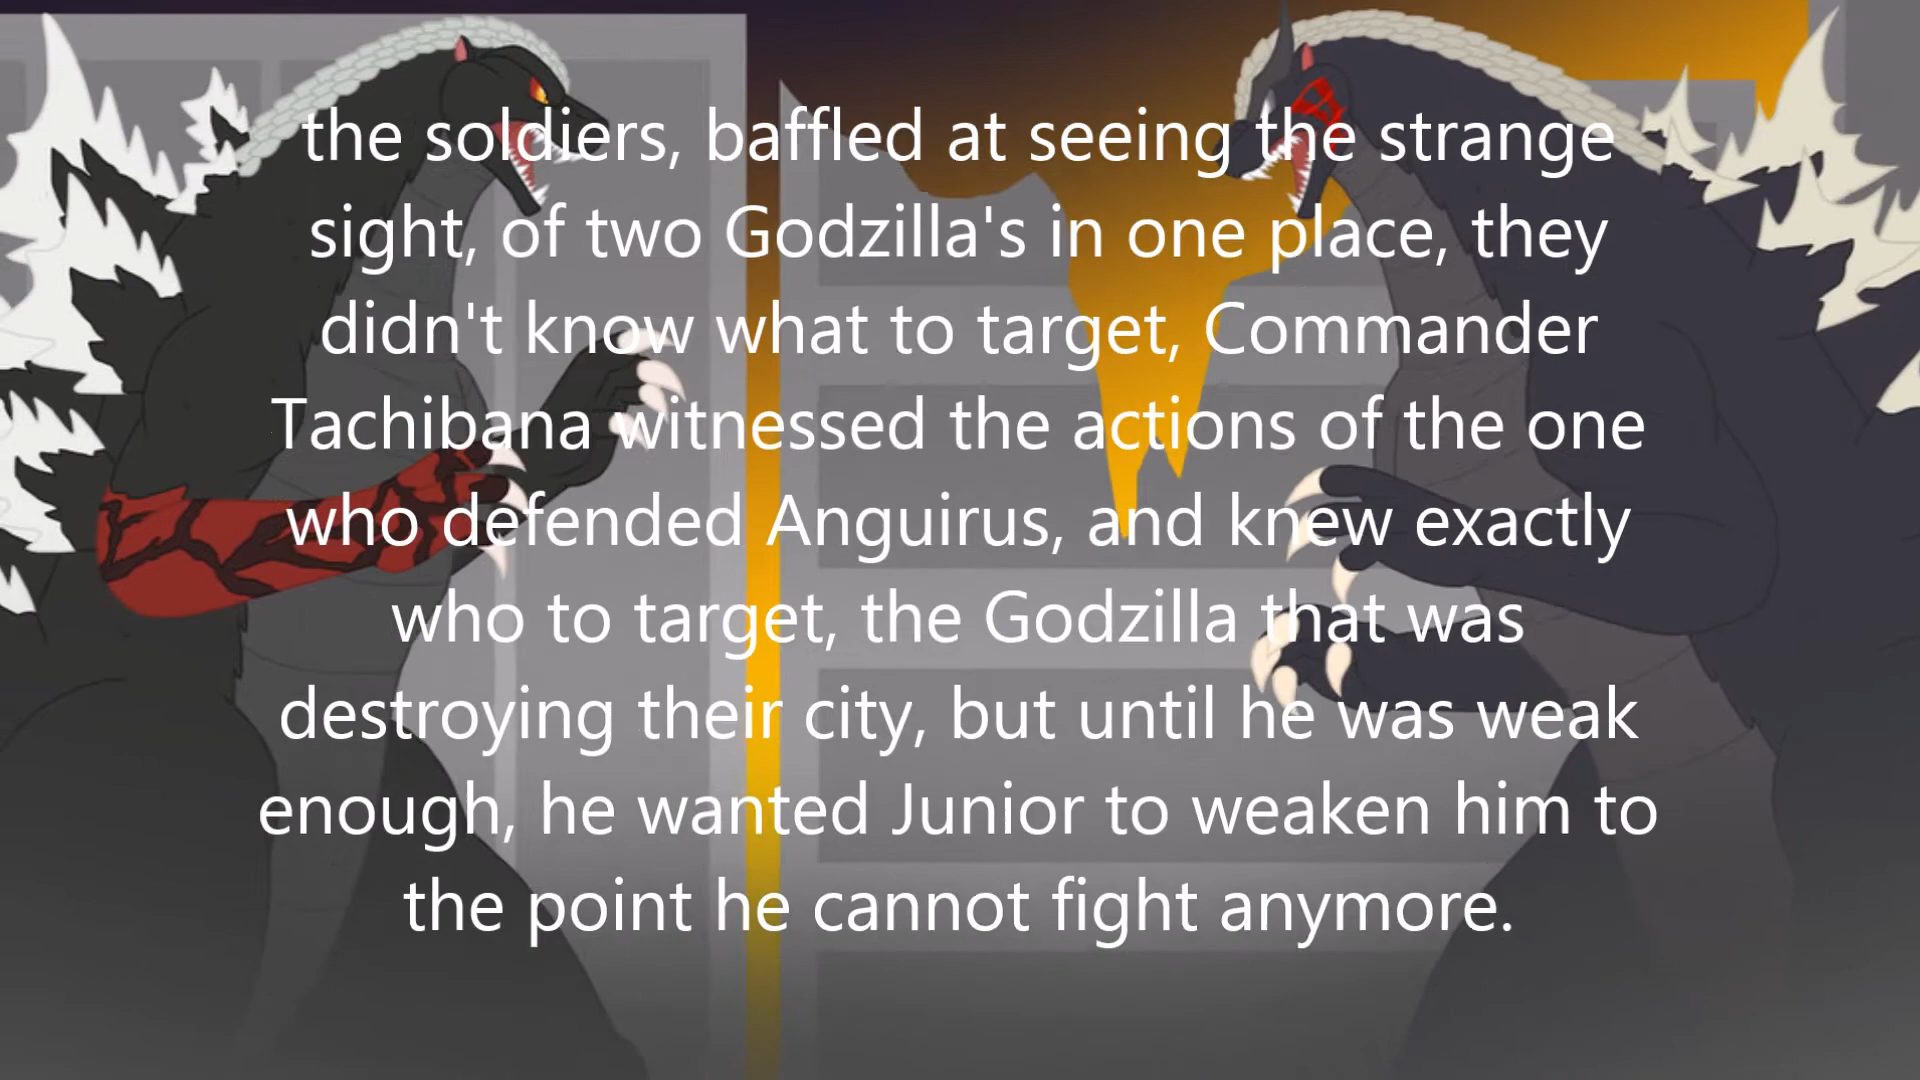 the soldiers, baffled at seeing the strange
sight, of two Godzilla's in one place, they
didn't know what to target, Commander
Tachibana witnessed the actions of the one
who defended Anguirus, and knew exactly
who to target, the Godzilla that was
destroying their city, but until he was weak
enough, he wanted Junior to weaken him to
the point he cannot fight anymore.